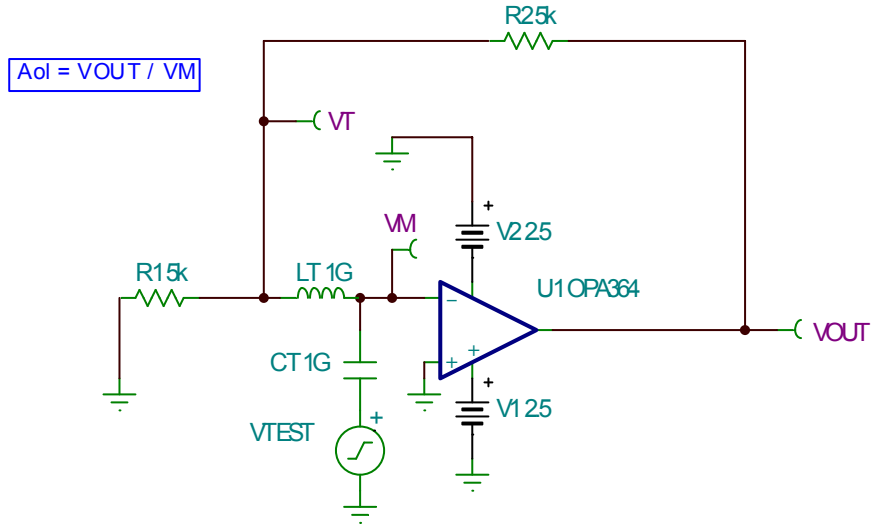 R2 5k
Aol = VOUT / VM
VT
+
VM
V2 2.5
R1 5k
LT 1G
U1 OPA364
−
+
+
VOUT
CT 1G
+
V1 2.5
VTEST
+